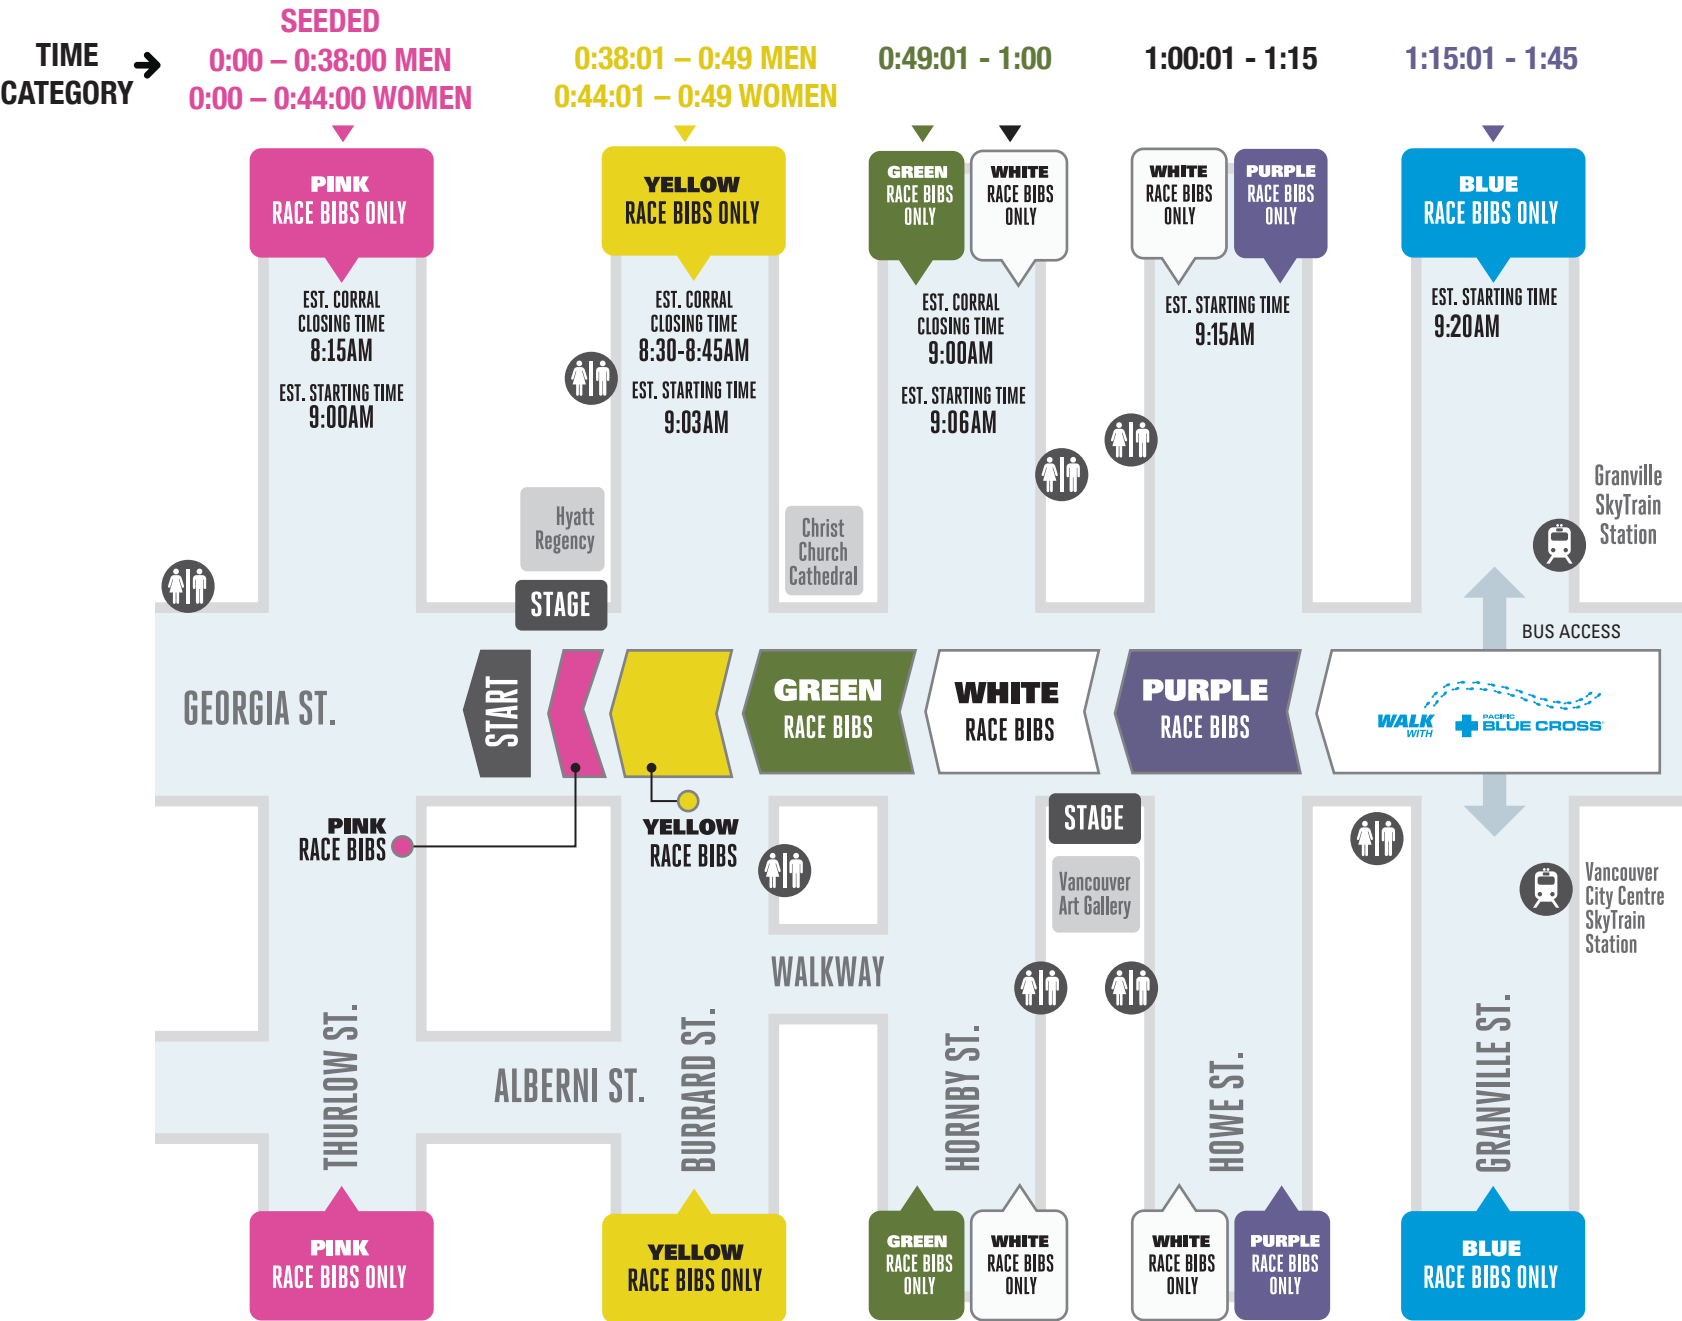 TIME
CATEGORY
SEEDED
0:00 – 0:38:00 MEN
0:00 – 0:44:00 WOMEN
0:38:01 – 0:49 MEN
0:44:01 – 0:49 WOMEN
0:49:01 - 1:00
1:00:01 - 1:15
1:15:01 - 1:45
PINK
RACE BIBS ONLY
YELLOW
RACE BIBS ONLY
GREEN
RACE BIBS
ONLY
WHITE
RACE BIBS
ONLY
WHITE
RACE BIBS
ONLY
PURPLE
RACE BIBS
ONLY
BLUE
RACE BIBS ONLY
EST. CORRAL
CLOSING TIME
8:15AM
EST. STARTING TIME
9:00AM
EST. CORRAL
CLOSING TIME
8:30-8:45AM
EST. STARTING TIME
9:03AM
EST. CORRAL
CLOSING TIME
9:00AM
EST. STARTING TIME
9:06AM
EST. STARTING TIME
9:15AM
EST. STARTING TIME
9:20AM
Hyatt
Regency
STAGE
Christ
Church
Cathedral
Granville
SkyTrain
Station
BUS ACCESS
GEORGIA ST.
START
GREEN
RACE BIBS
WHITE
RACE BIBS
PURPLE
RACE BIBS
WALK
WITH
PACIFIC
BLUE CROSS
PINK
RACE BIBS
YELLOW
RACE BIBS
STAGE
Vancouver
Art Gallery
Vancouver
City Centre
SkyTrain
Station
WALKWAY
THURLOW ST.
ALBERNI ST.
BURRARD ST.
HORNBY ST.
HOWE ST.
GRANVILLE ST.
PINK
RACE BIBS ONLY
YELLOW
RACE BIBS ONLY
GREEN
RACE BIBS
ONLY
WHITE
RACE BIBS
ONLY
WHITE
RACE BIBS
ONLY
PURPLE
RACE BIBS
ONLY
BLUE
RACE BIBS ONLY